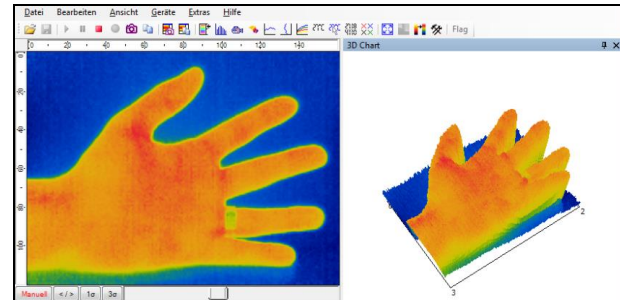 Datei Bearbeiten Ansicht Geräte Extras Hilfe
Flag
3D Chart
0 20 40 60 80 100 120 140
0
20
40
60
80
100
Manuell </> 1σ 3σ
2
3